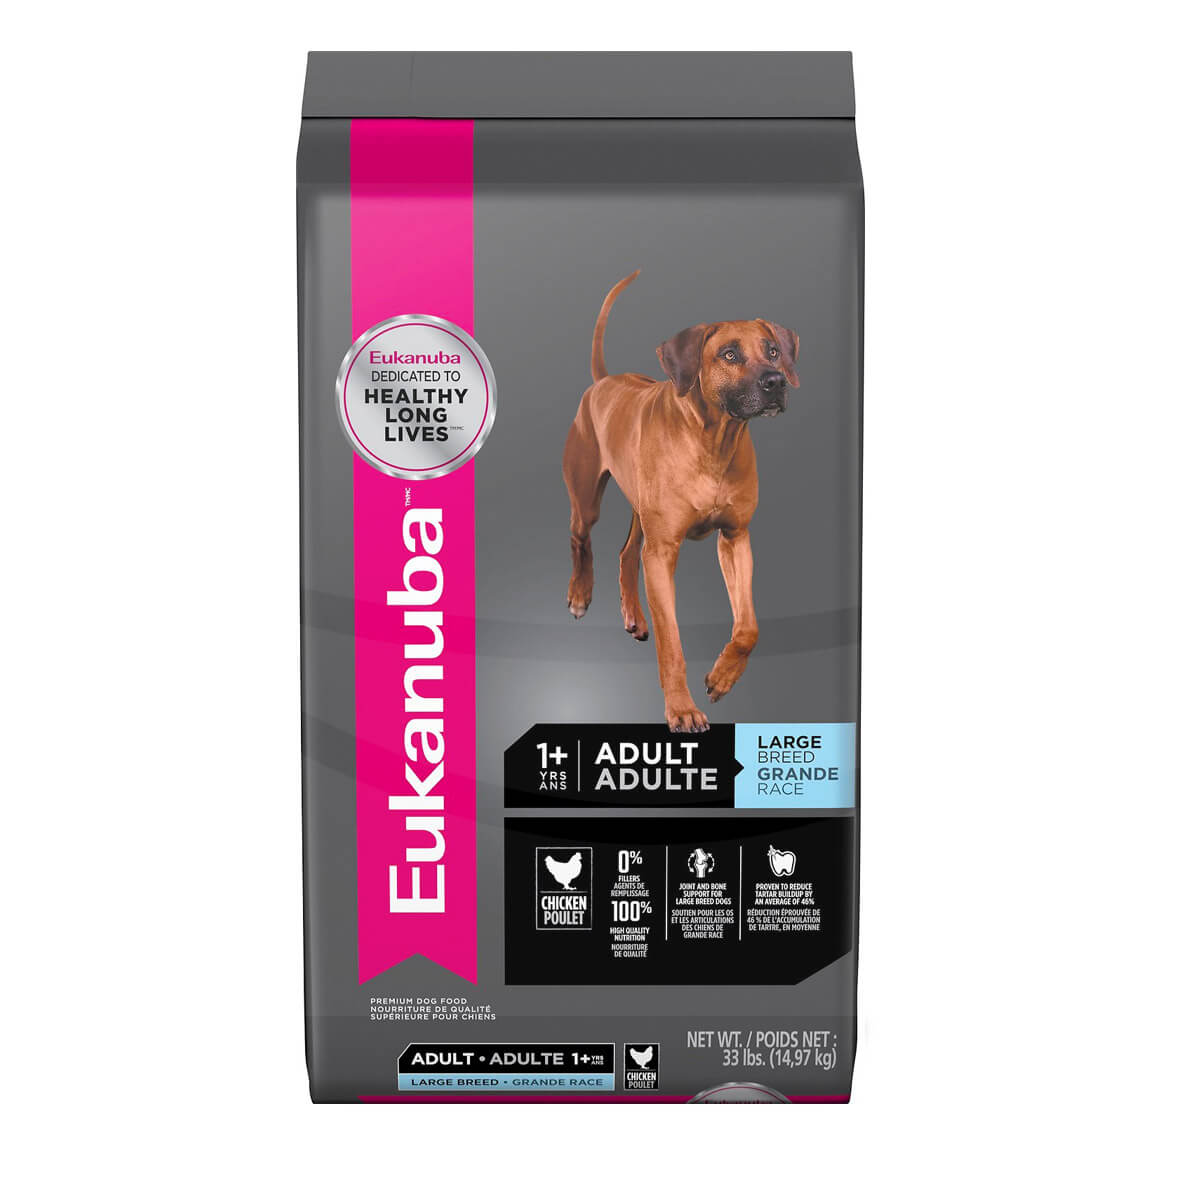 Eukanuba
DEDICATED TO
HEALTHY
LONG
LIVES™/MC
Eukanuba™/MC
1+
YRS
ANS
ADULT
ADULTE
LARGE
BREED
GRANDE
RACE
CHICKEN
POULET
0%
FILLERS
AGENTS DE
REMPLISSAGE
100%
HIGH QUALITY
NUTRITION
NOURRITURE
DE QUALITÉ
JOINT AND BONE
SUPPORT FOR
LARGE BREED DOGS
SOUTIEN POUR LES OS
ET LES ARTICULATIONS
DES CHIENS DE
GRANDE RACE
PROVEN TO REDUCE
TARTAR BUILDUP BY
AN AVERAGE OF 46%
RÉDUCTION ÉPROUVÉE DE
46 % DE L'ACCUMULATION
DE TARTRE, EN MOYENNE
PREMIUM DOG FOOD
NOURRITURE DE QUALITÉ
SUPÉRIEURE POUR CHIENS
NET WT. / POIDS NET :
33 lbs. (14,97 kg)
ADULT • ADULTE 1+ YRS ANS
LARGE BREED • GRANDE RACE
CHICKEN
POULET
Eukanuba